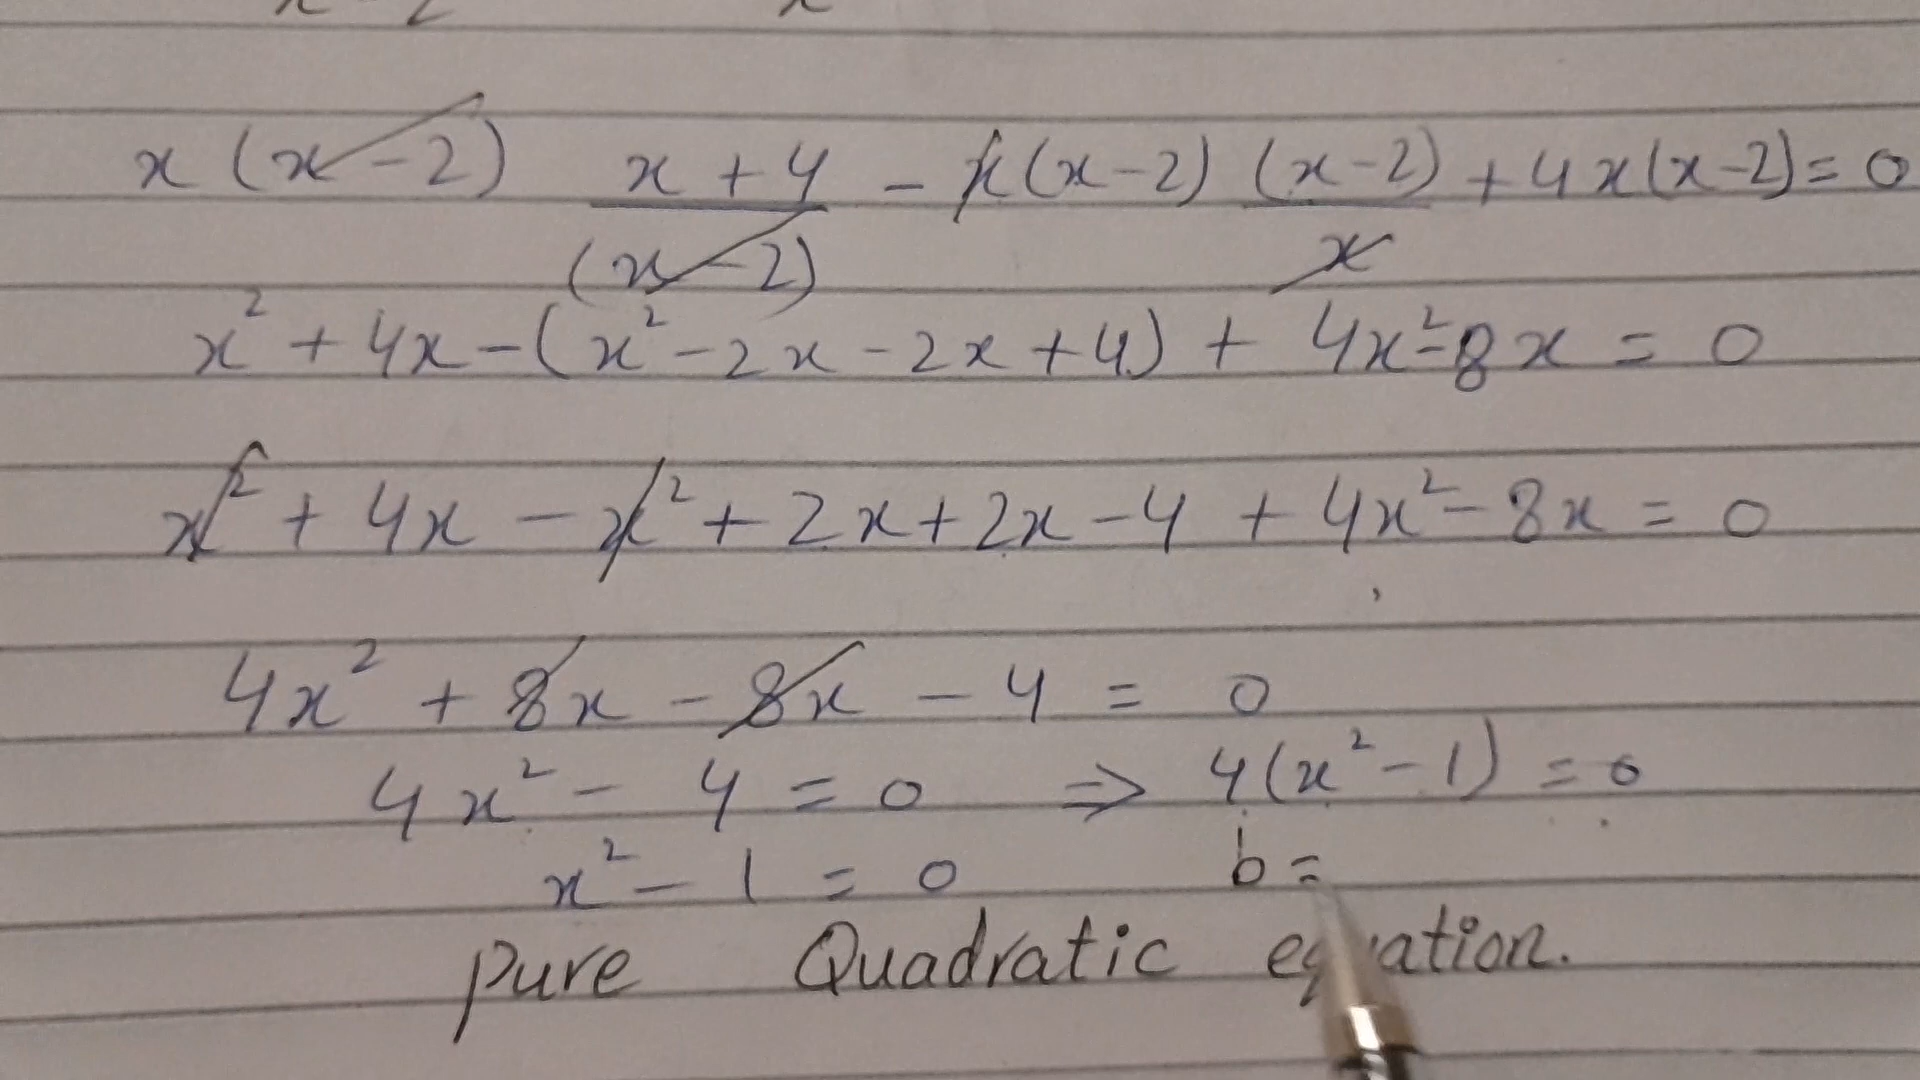 x (x-2) x+4/(x-2) - x(x-2) (x-2)/x + 4x(x-2) = 0
x² + 4x - (x² - 2x - 2x + 4) + 4x² - 8x = 0
x² + 4x - x² + 2x + 2x - 4 + 4x² - 8x = 0
4x² + 8x - 8x - 4 = 0
4x² - 4 = 0 ⇒ 4(x² - 1) = 0
x² - 1 = 0 b =
pure Quadratic equation.